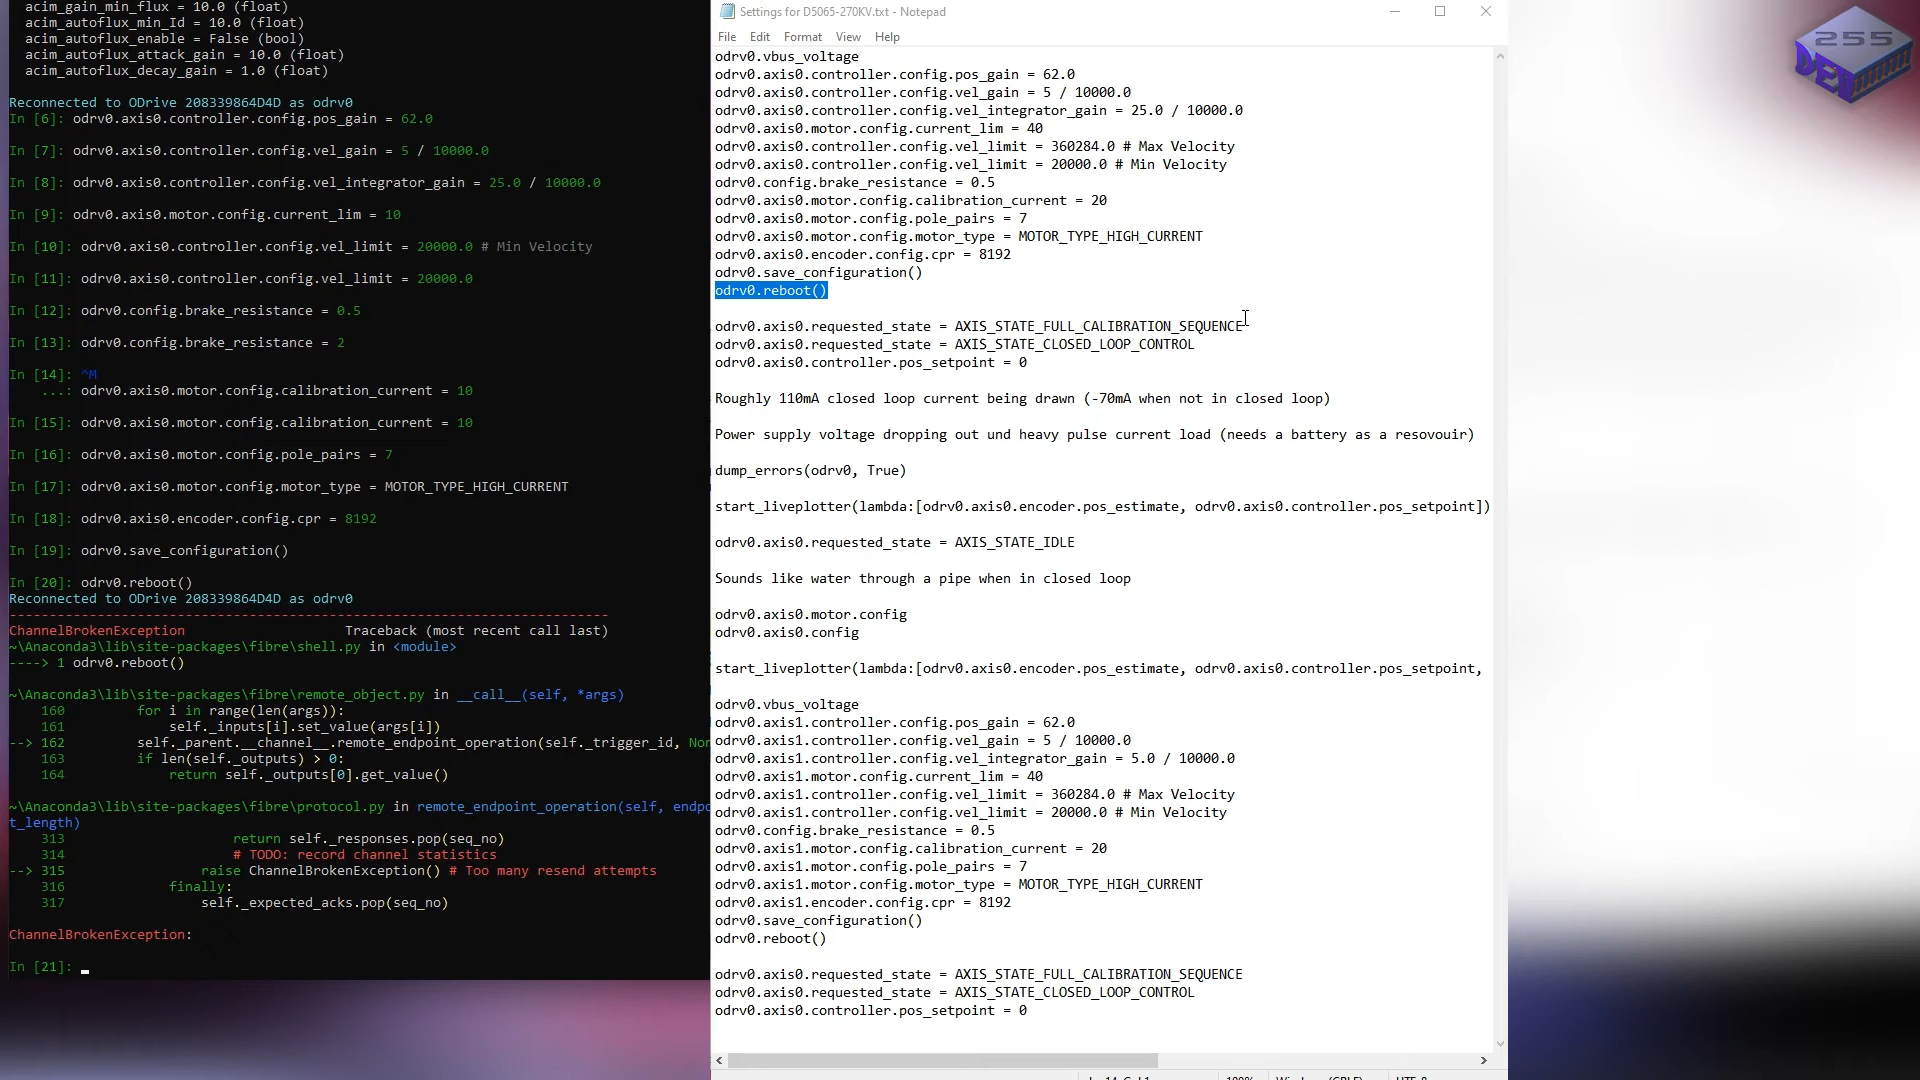 acim_gain_min_flux = 10.0 (float)
acim_autoflux_min_Id = 10.0 (float)
acim_autoflux_enable = False (bool)
acim_autoflux_attack_gain = 10.0 (float)
acim_autoflux_decay_gain = 1.0 (float)
Reconnected to ODrive 208339864D4D as odrv0
In [6]: odrv0.axis0.controller.config.pos_gain = 62.0
In [7]: odrv0.axis0.controller.config.vel_gain = 5 / 10000.0
In [8]: odrv0.axis0.controller.config.vel_integrator_gain = 25.0 / 10000.0
In [9]: odrv0.axis0.motor.config.current_lim = 10
In [10]: odrv0.axis0.controller.config.vel_limit = 20000.0 # Min Velocity
In [11]: odrv0.axis0.controller.config.vel_limit = 20000.0
In [12]: odrv0.config.brake_resistance = 0.5
In [13]: odrv0.config.brake_resistance = 2
In [14]: ^M
...: odrv0.axis0.motor.config.calibration_current = 10
In [15]: odrv0.axis0.motor.config.calibration_current = 10
In [16]: odrv0.axis0.motor.config.pole_pairs = 7
In [17]: odrv0.axis0.motor.config.motor_type = MOTOR_TYPE_HIGH_CURRENT
In [18]: odrv0.axis0.encoder.config.cpr = 8192
In [19]: odrv0.save_configuration()
In [20]: odrv0.reboot()
Reconnected to ODrive 208339864D4D as odrv0
---------------------------------------------------------------------------
ChannelBrokenException                    Traceback (most recent call last)
~\Anaconda3\lib\site-packages\fibre\shell.py in <module>
----> 1 odrv0.reboot()
~\Anaconda3\lib\site-packages\fibre\remote_object.py in __call__(self, *args)
160         for i in range(len(args)):
161             self._inputs[i].set_value(args[i])
--> 162         self._parent.__channel__.remote_endpoint_operation(self._trigger_id, Non
163         if len(self._outputs) > 0:
164             return self._outputs[0].get_value()
~\Anaconda3\lib\site-packages\fibre\protocol.py in remote_endpoint_operation(self, endpo
t_length)
313                     return self._responses.pop(seq_no)
314                     # TODO: record channel statistics
--> 315                 raise ChannelBrokenException() # Too many resend attempts
316             finally:
317                 self._expected_acks.pop(seq_no)
ChannelBrokenException:
In [21]:
Settings for D5065-270KV.txt - Notepad
File Edit Format View Help
odrv0.vbus_voltage
odrv0.axis0.controller.config.pos_gain = 62.0
odrv0.axis0.controller.config.vel_gain = 5 / 10000.0
odrv0.axis0.controller.config.vel_integrator_gain = 25.0 / 10000.0
odrv0.axis0.motor.config.current_lim = 40
odrv0.axis0.controller.config.vel_limit = 360284.0 # Max Velocity
odrv0.axis0.controller.config.vel_limit = 20000.0 # Min Velocity
odrv0.config.brake_resistance = 0.5
odrv0.axis0.motor.config.calibration_current = 20
odrv0.axis0.motor.config.pole_pairs = 7
odrv0.axis0.motor.config.motor_type = MOTOR_TYPE_HIGH_CURRENT
odrv0.axis0.encoder.config.cpr = 8192
odrv0.save_configuration()
odrv0.reboot()
odrv0.axis0.requested_state = AXIS_STATE_FULL_CALIBRATION_SEQUENCE
odrv0.axis0.requested_state = AXIS_STATE_CLOSED_LOOP_CONTROL
odrv0.axis0.controller.pos_setpoint = 0
Roughly 110mA closed loop current being drawn (-70mA when not in closed loop)
Power supply voltage dropping out und heavy pulse current load (needs a battery as a resovouir)
dump_errors(odrv0, True)
start_liveplotter(lambda:[odrv0.axis0.encoder.pos_estimate, odrv0.axis0.controller.pos_setpoint])
odrv0.axis0.requested_state = AXIS_STATE_IDLE
Sounds like water through a pipe when in closed loop
odrv0.axis0.motor.config
odrv0.axis0.config
start_liveplotter(lambda:[odrv0.axis0.encoder.pos_estimate, odrv0.axis0.controller.pos_setpoint,
odrv0.vbus_voltage
odrv0.axis1.controller.config.pos_gain = 62.0
odrv0.axis1.controller.config.vel_gain = 5 / 10000.0
odrv0.axis1.controller.config.vel_integrator_gain = 5.0 / 10000.0
odrv0.axis1.motor.config.current_lim = 40
odrv0.axis1.controller.config.vel_limit = 360284.0 # Max Velocity
odrv0.axis1.controller.config.vel_limit = 20000.0 # Min Velocity
odrv0.config.brake_resistance = 0.5
odrv0.axis1.motor.config.calibration_current = 20
odrv0.axis1.motor.config.pole_pairs = 7
odrv0.axis1.motor.config.motor_type = MOTOR_TYPE_HIGH_CURRENT
odrv0.axis1.encoder.config.cpr = 8192
odrv0.save_configuration()
odrv0.reboot()
odrv0.axis0.requested_state = AXIS_STATE_FULL_CALIBRATION_SEQUENCE
odrv0.axis0.requested_state = AXIS_STATE_CLOSED_LOOP_CONTROL
odrv0.axis0.controller.pos_setpoint = 0
255
DED